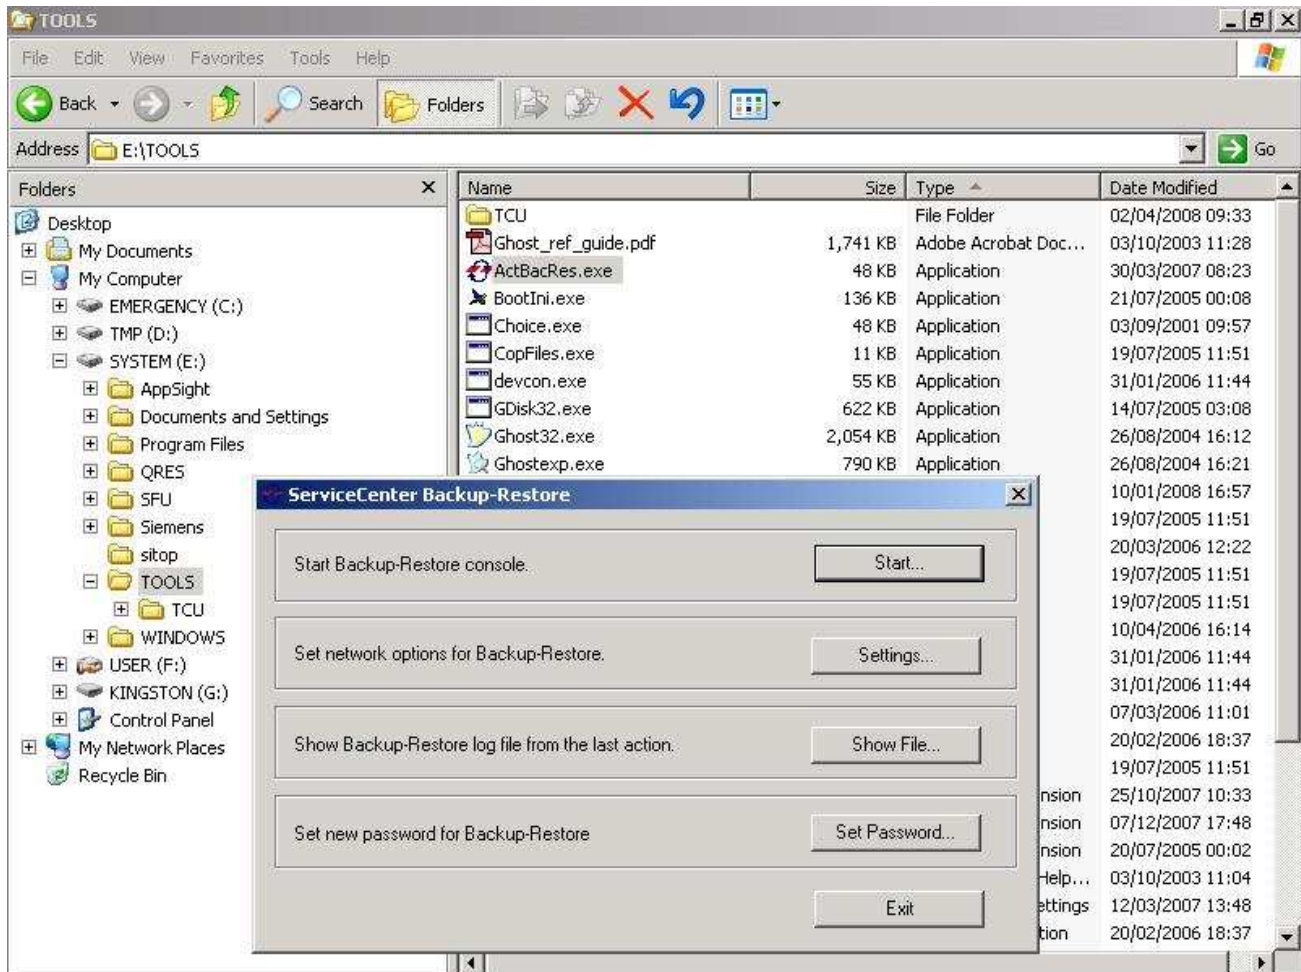 TOOLS
File Edit View Favorites Tools Help
Back Search Folders
Address E:\TOOLS Go
Folders
Desktop
My Documents
My Computer
EMERGENCY (C:)
TMP (D:)
SYSTEM (E:)
AppSight
Documents and Settings
Program Files
QRES
SFU
Siemens
sitop
TOOLS
TCU
WINDOWS
USER (F:)
KINGSTON (G:)
Control Panel
My Network Places
Recycle Bin
Name Size Type Date Modified
TCU File Folder 02/04/2008 09:33
Ghost_ref_guide.pdf 1,741 KB Adobe Acrobat Doc... 03/10/2003 11:28
ActBacRes.exe 48 KB Application 30/03/2007 08:23
BootIni.exe 136 KB Application 21/07/2005 00:08
Choice.exe 48 KB Application 03/09/2001 09:57
CopFiles.exe 11 KB Application 19/07/2005 11:51
devcon.exe 55 KB Application 31/01/2006 11:44
GDisk32.exe 622 KB Application 14/07/2005 03:08
Ghost32.exe 2,054 KB Application 26/08/2004 16:12
Ghostexp.exe 790 KB Application 26/08/2004 16:21
10/01/2008 16:57
19/07/2005 11:51
20/03/2006 12:22
19/07/2005 11:51
19/07/2005 11:51
10/04/2006 16:14
31/01/2006 11:44
31/01/2006 11:44
07/03/2006 11:01
20/02/2006 18:37
19/07/2005 11:51
nsion 25/10/2007 10:33
nsion 07/12/2007 17:48
nsion 20/07/2005 00:02
Help... 03/10/2003 11:04
ettings 12/03/2007 13:48
tion 20/02/2006 18:37
ServiceCenter Backup-Restore
Start Backup-Restore console. Start...
Set network options for Backup-Restore. Settings...
Show Backup-Restore log file from the last action. Show File...
Set new password for Backup-Restore Set Password...
Exit